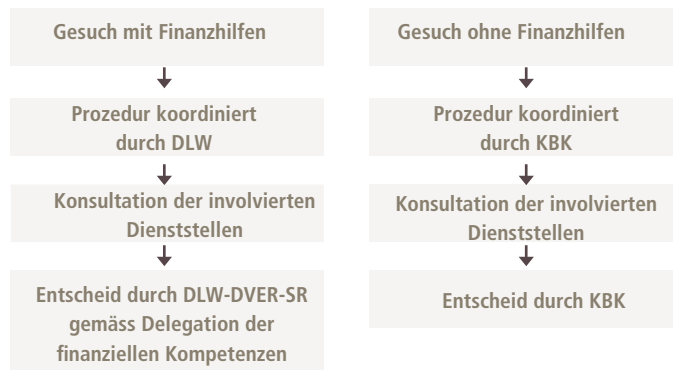 Gesuch mit Finanzhilfen
Prozedur koordiniert
durch DLW
Konsultation der involvierten
Dienststellen
Entscheid durch DLW-DVER-SR
gemäss Delegation der
finanziellen Kompetenzen
Gesuch ohne Finanzhilfen
Prozedur koordiniert
durch KBK
Konsultation der involvierten
Dienststellen
Entscheid durch KBK